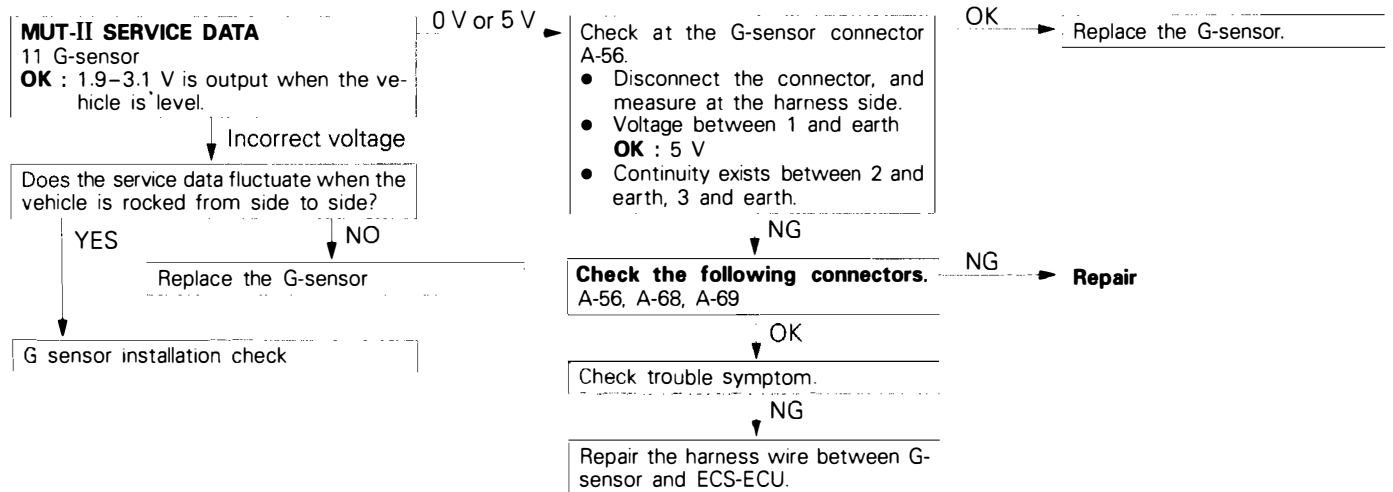 MUT-II SERVICE DATA
11 G-sensor
OK : 1.9–3.1 V is output when the ve-
hicle is level.
0 V or 5 V
Incorrect voltage
Does the service data fluctuate when the
vehicle is rocked from side to side?
YES
NO
Replace the G-sensor
G sensor installation check
Check at the G-sensor connector
A-56.
● Disconnect the connector, and
measure at the harness side.
● Voltage between 1 and earth
OK : 5 V
● Continuity exists between 2 and
earth, 3 and earth.
OK
Replace the G-sensor.
NG
Check the following connectors.
A-56, A-68, A-69
NG
Repair
OK
Check trouble symptom.
NG
Repair the harness wire between G-
sensor and ECS-ECU.